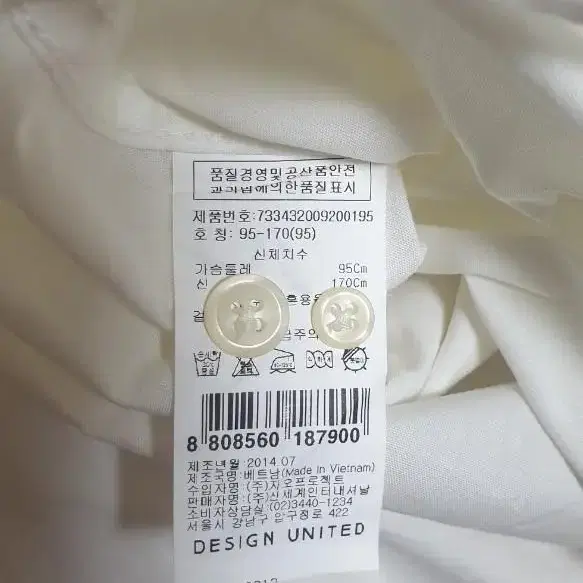 품질경영및공산품안전
관리법에의한품질표시
제품번호:733432009200195
호 칭: 95-170(95)
신체치수
가슴둘레 95Cm
170Cm
8 808560 187900
제조년월 2014.07
제조국명:베트남(Made In Vietnam)
수입자명 (주)지오프로젝트
판매자명 (주)신세계인터내셔날
소비자상담실 (02)3440-1234
서울시 강남구 압구정로 422
DESIGN UNITED